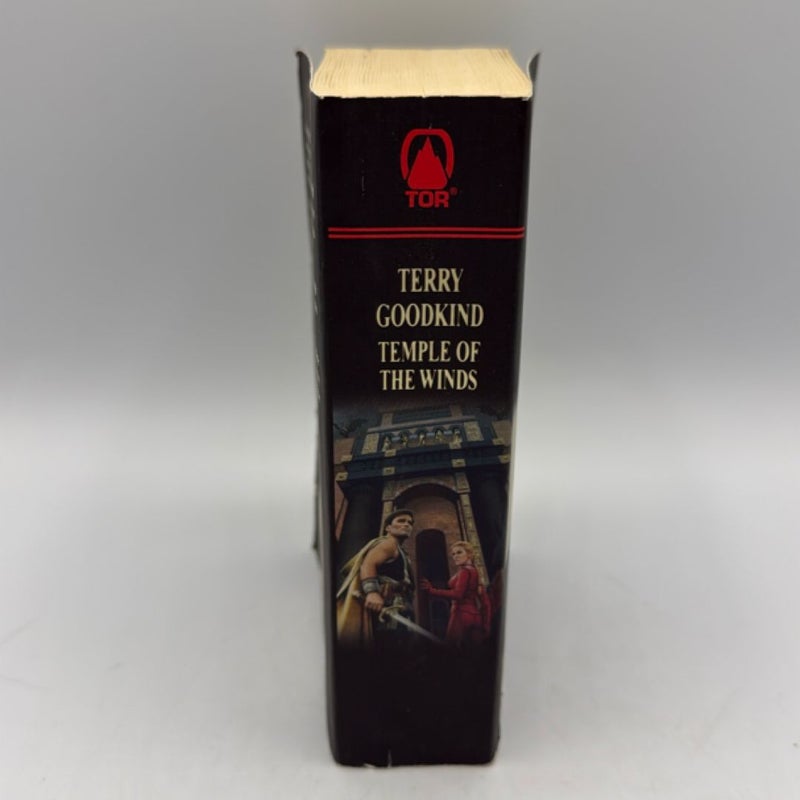 TOR®
TERRY
GOODKIND
TEMPLE OF
THE WINDS